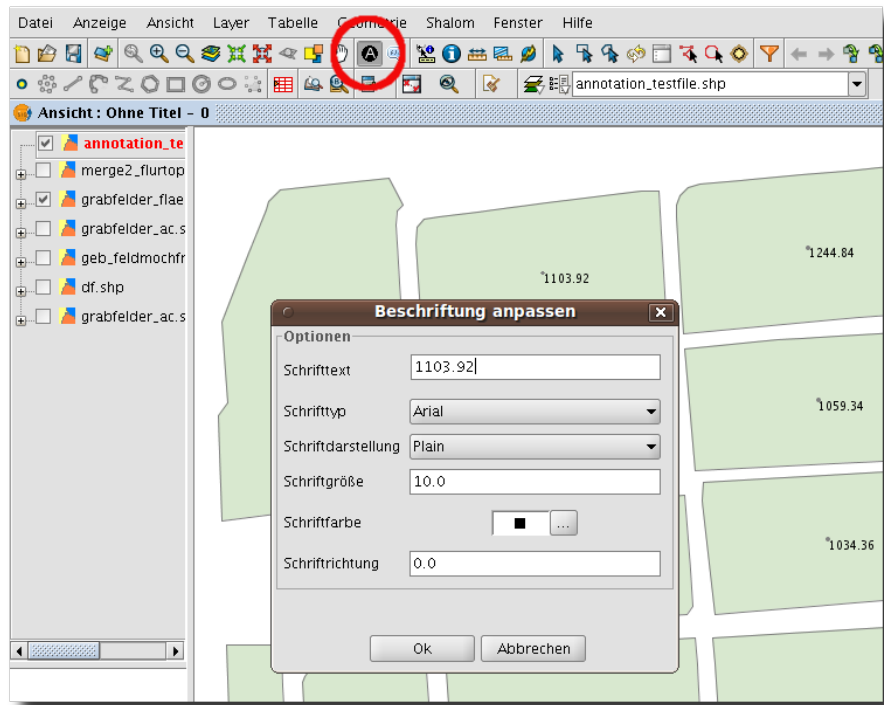 Datei Anzeige Ansicht Layer Tabelle Geometrie Shalom Fenster Hilfe
A
annotation_testfile.shp
Ansicht : Ohne Titel - 0
annotation_te
merge2_flurtop
grabfelder_flae
grabfelder_ac.s
geb_feldmochfr
df.shp
grabfelder_ac.s
1244.84
1103.92
1059.34
1034.36
Beschriftung anpassen
Optionen
Schrifttext 1103.92
Schrifttyp Arial
Schriftdarstellung Plain
Schriftgröße 10.0
Schriftfarbe ...
Schriftrichtung 0.0
Ok Abbrechen